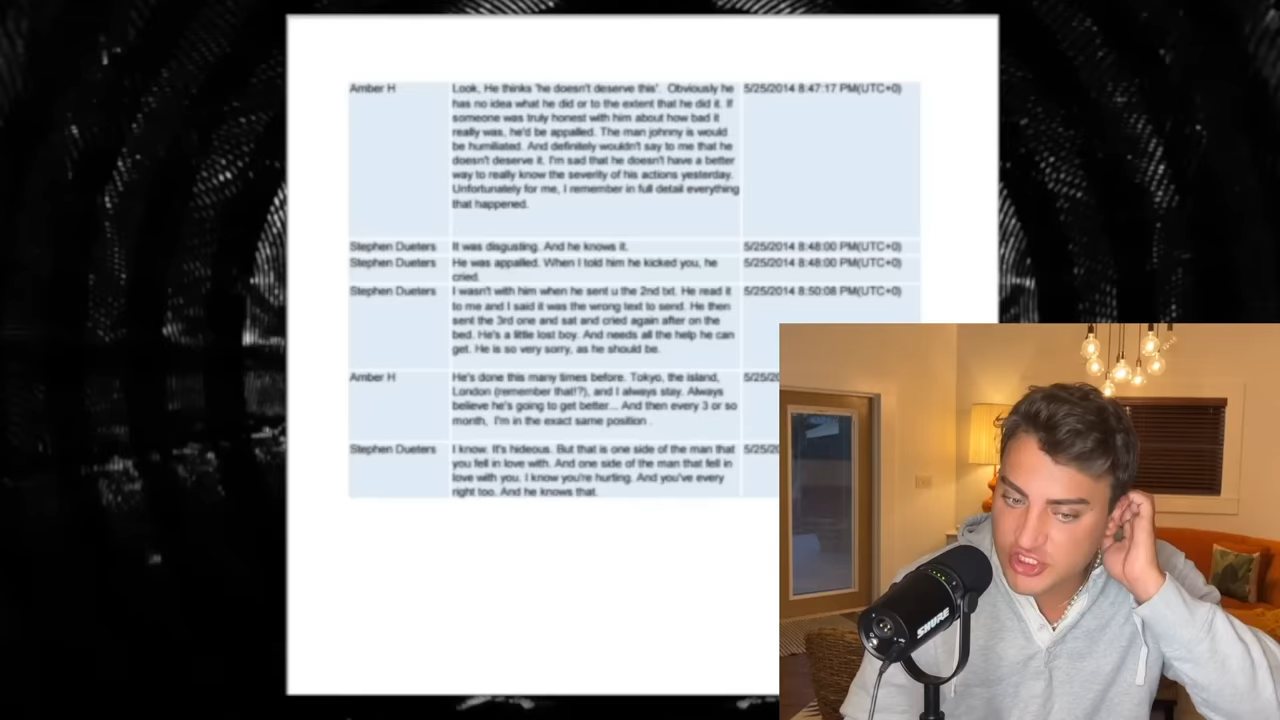 Amber H Look, He thinks 'he doesn't deserve this'. Obviously he 5/25/2014 8:47:17 PM(UTC+0)
has no idea what he did or to the extent that he did it. If
someone was truly honest with him about how bad it
really was, he'd be appalled. The man johnny is would
be humiliated. And definitely wouldn't say to me that he
doesn't deserve it. I'm sad that he doesn't have a better
way to really know the severity of his actions yesterday.
Unfortunately for me, I remember in full detail everything
that happened.
Stephen Dueters It was disgusting. And he knows it. 5/25/2014 8:48:00 PM(UTC+0)
Stephen Dueters He was appalled. When I told him he kicked you, he 5/25/2014 8:48:00 PM(UTC+0)
cried.
Stephen Dueters I wasn't with him when he sent u the 2nd txt. He read it 5/25/2014 8:50:08 PM(UTC+0)
to me and I said it was the wrong text to send. He then
sent the 3rd one and sat and cried again after on the
bed. He's a little lost boy. And needs all the help he can
get. He is so very sorry, as he should be.
Amber H He's done this many times before. Tokyo, the island, 5/25/20
London (remember that!?), and I always stay. Always
believe he's going to get better... And then every 3 or so
month, I'm in the exact same position .
Stephen Dueters I know. It's hideous. But that is one side of the man that 5/25/20
you fell in love with. And one side of the man that fell in
love with you. I know you're hurting. And you've every
right too. And he knows that.
SHURE